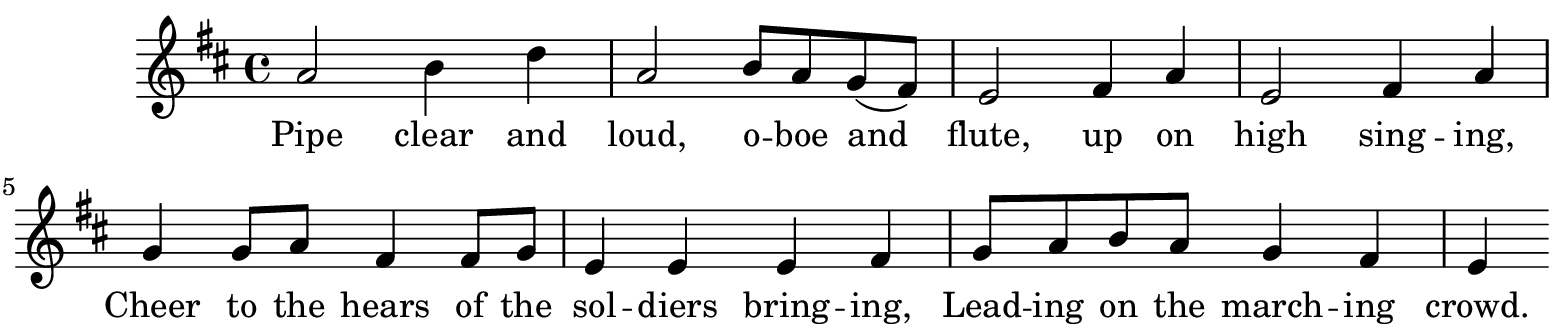 Pipe clear and loud, o -- boe and flute, up on high sing - ing,
5
Cheer to the hears of the sol - diers bring - ing, Lead - ing on the march - ing crowd.